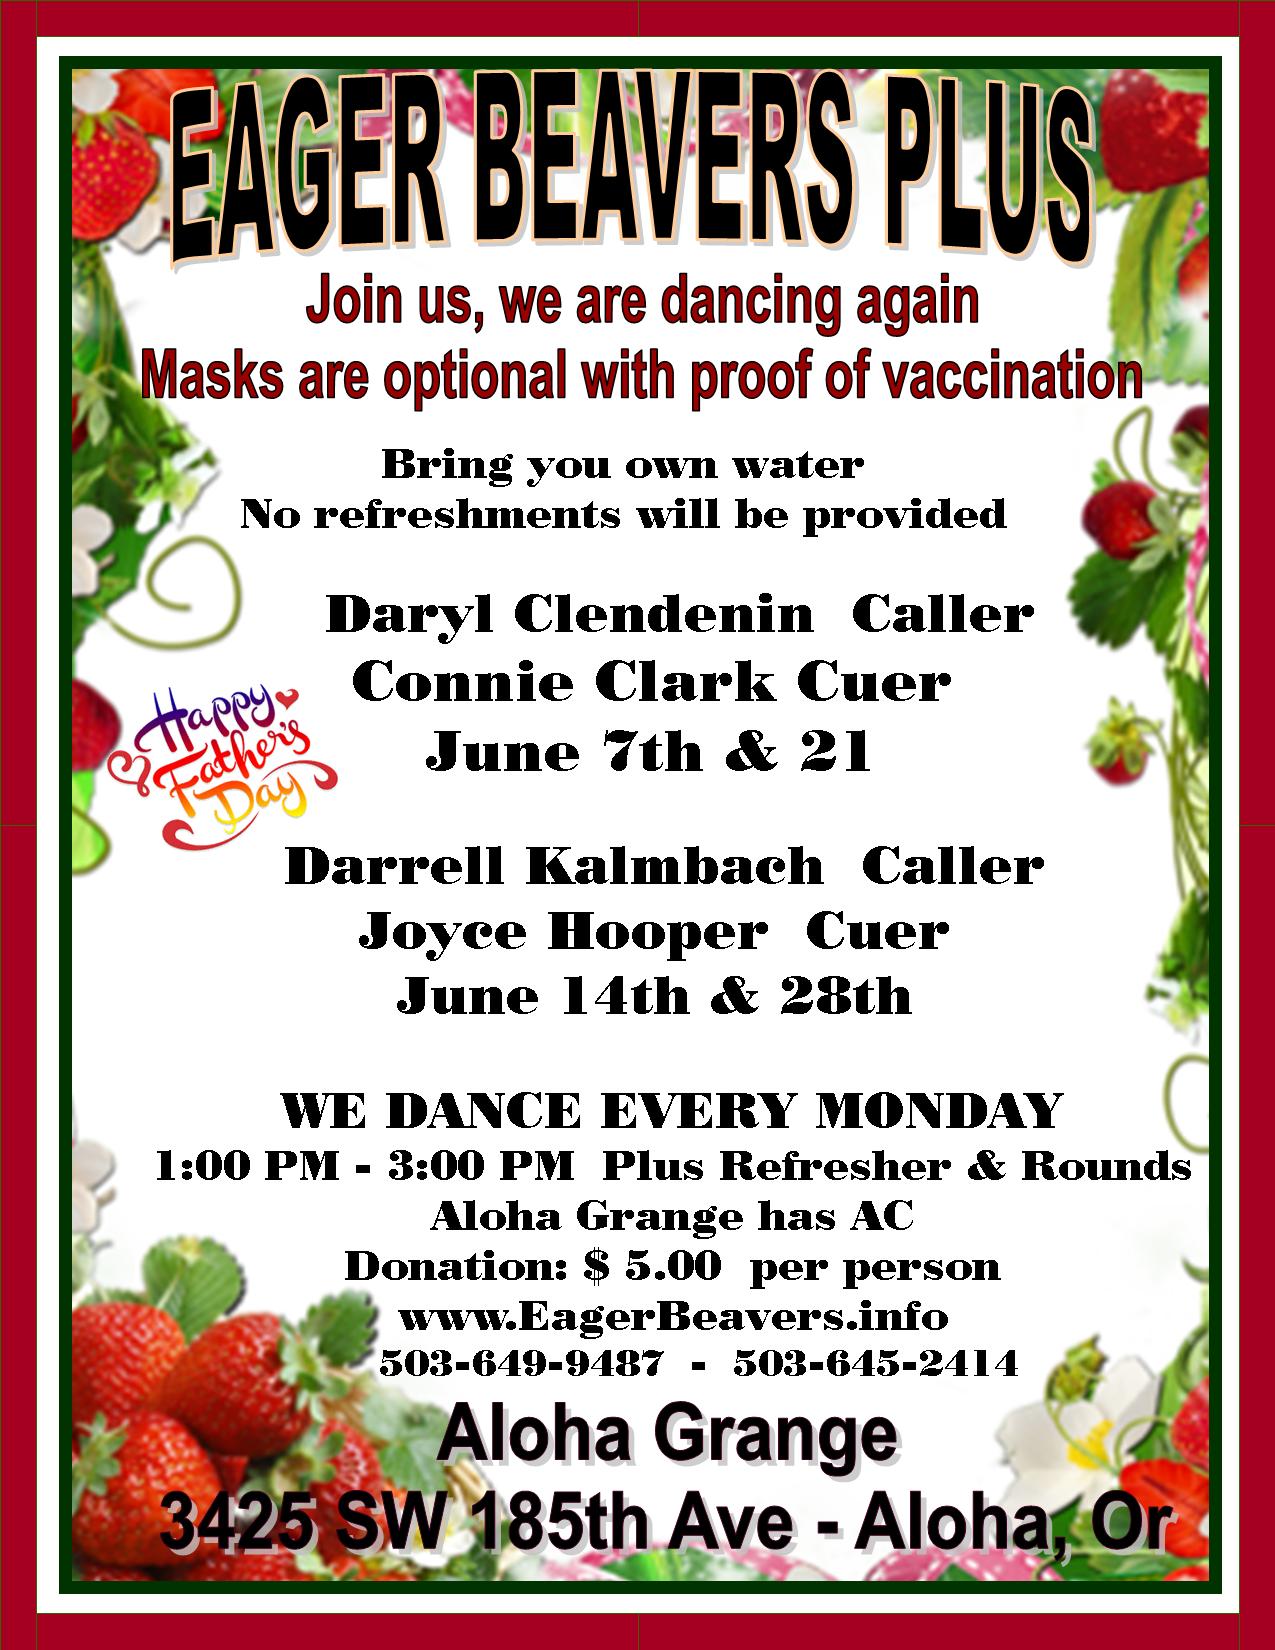 EAGER BEAVERS PLUS
Join us, we are dancing again
Masks are optional with proof of vaccination
Bring you own water
No refreshments will be provided
Daryl Clendenin Caller
Connie Clark Cuer
June 7th & 21
Happy
Father's
Day
Darrell Kalmbach Caller
Joyce Hooper Cuer
June 14th & 28th
WE DANCE EVERY MONDAY
1:00 PM - 3:00 PM Plus Refresher & Rounds
Aloha Grange has AC
Donation: $ 5.00 per person
www.EagerBeavers.info
503-649-9487 - 503-645-2414
Aloha Grange
3425 SW 185th Ave - Aloha, Or